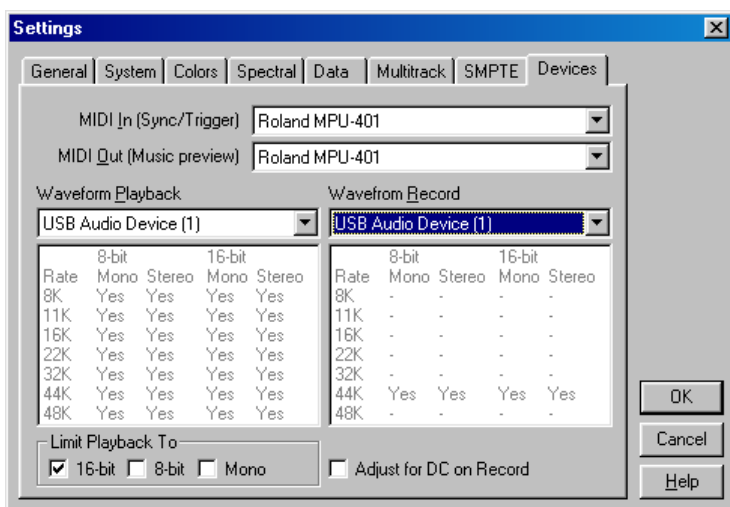 Settings
General System Colors Spectral Data Multitrack SMPTE Devices
MIDI In (Sync/Trigger) Roland MPU-401
MIDI Out (Music preview) Roland MPU-401
Waveform Playback
USB Audio Device (1)
8-bit 16-bit
Rate Mono Stereo Mono Stereo
8K Yes Yes Yes Yes
11K Yes Yes Yes Yes
16K Yes Yes Yes Yes
22K Yes Yes Yes Yes
32K Yes Yes Yes Yes
44K Yes Yes Yes Yes
48K Yes Yes Yes Yes
Wavefrom Record
USB Audio Device (1)
8-bit 16-bit
Rate Mono Stereo Mono Stereo
8K - - - -
11K - - - -
16K - - - -
22K - - - -
32K - - - -
44K Yes Yes Yes Yes
48K - - - -
Limit Playback To
16-bit 8-bit Mono
Adjust for DC on Record
OK
Cancel
Help